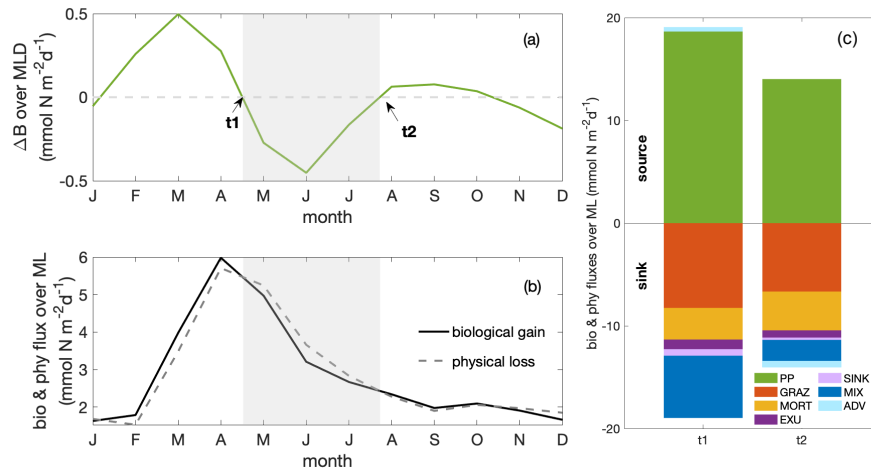 (a)
0.5
0
-0.5
ΔB over MLD
(mmol N m⁻²d⁻¹)
t1
t2
J F M A M J J A S O N D
month
(b)
6
5
4
3
2
bio & phy flux over ML
(mmol N m⁻²d⁻¹)
biological gain
physical loss
J F M A M J J A S O N D
month
(c)
20
10
0
-10
-20
bio & phy fluxes over ML (mmol N m⁻²d⁻¹)
source
sink
PP
GRAZ
MORT
EXU
SINK
MIX
ADV
t1 t2